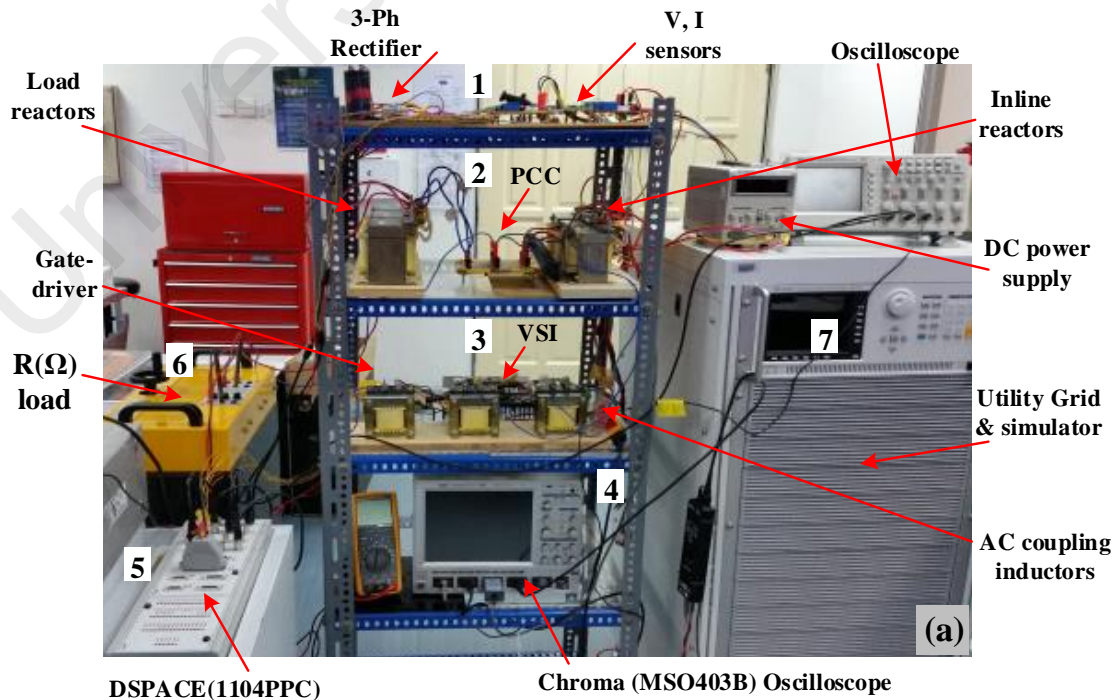 3-Ph
Rectifier
V, I
sensors
Oscilloscope
Load
reactors
1
Inline
reactors
2
PCC
DC power
supply
Gate-
driver
3
VSI
7
6
R(Ω)
load
Utility Grid
& simulator
4
5
AC coupling
inductors
(a)
DSPACE(1104PPC)
Chroma (MSO403B) Oscilloscope